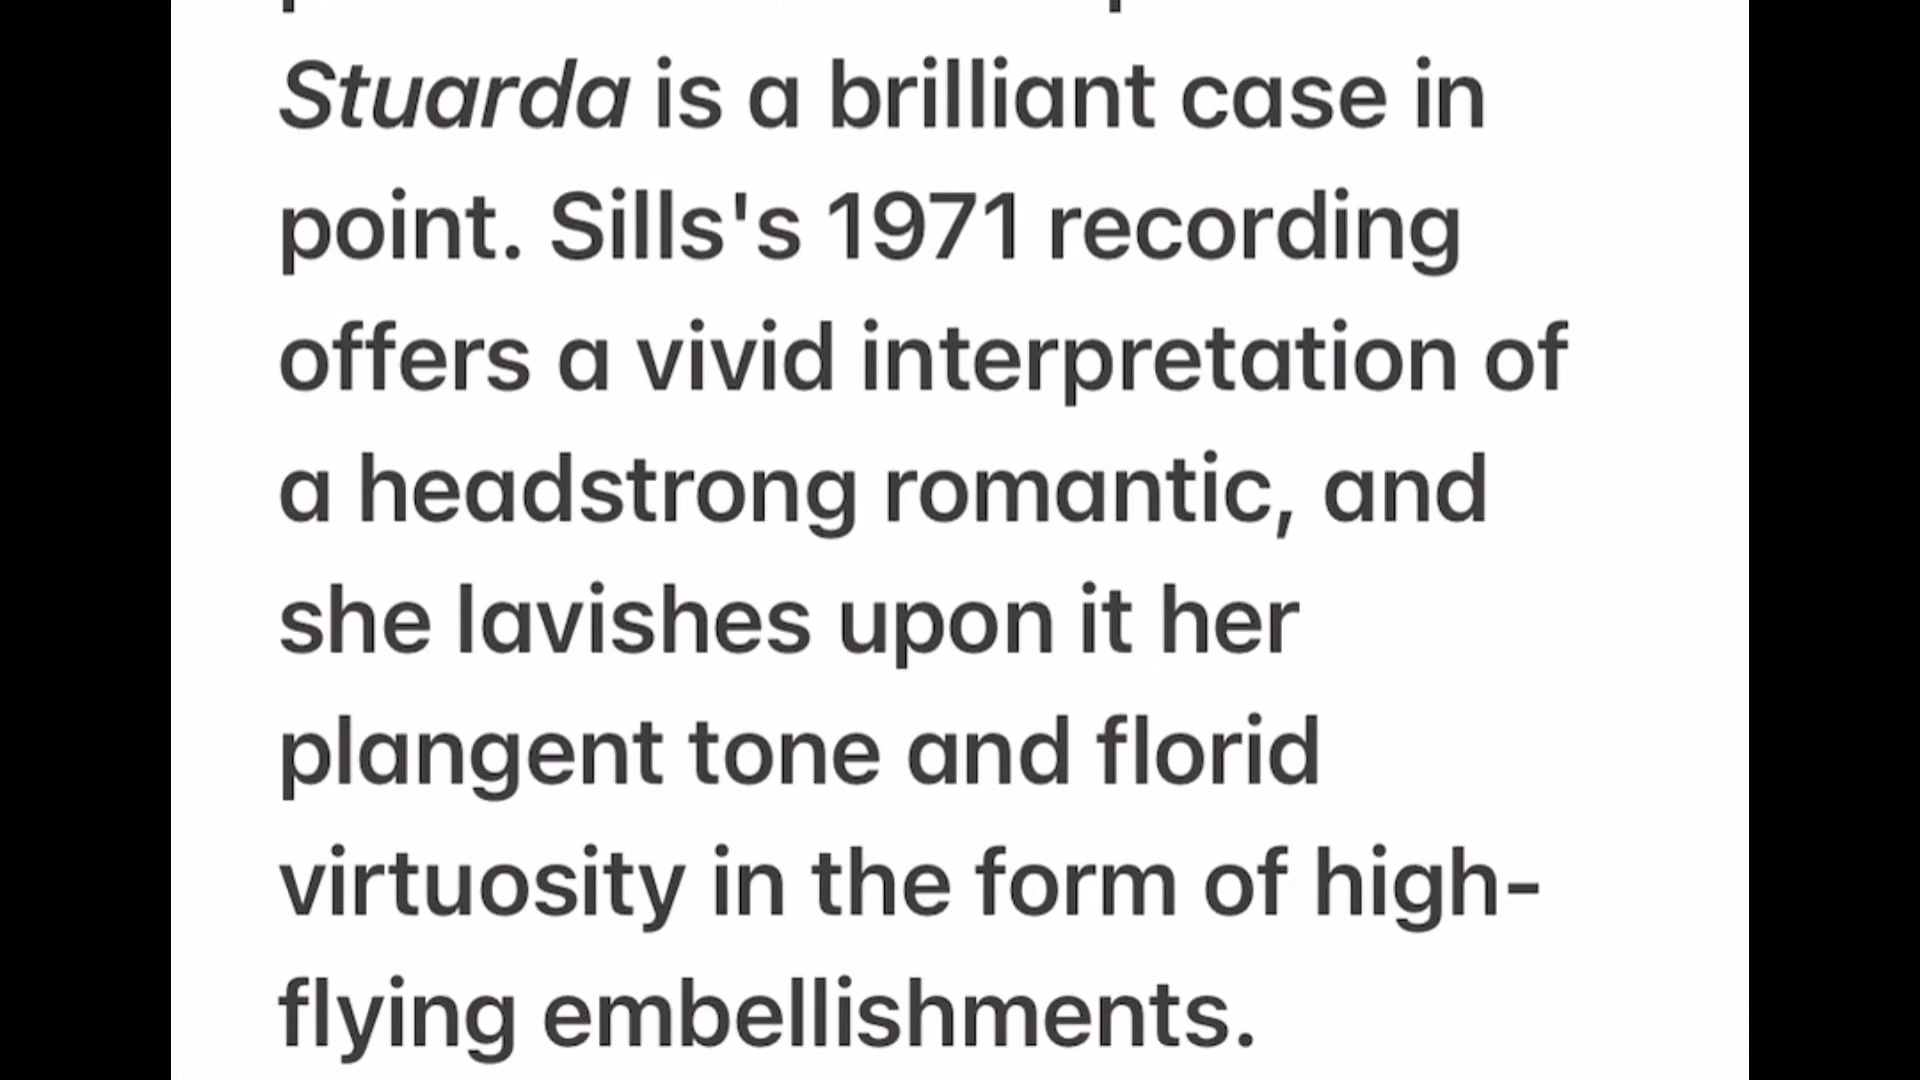 Stuarda is a brilliant case in
point. Sills's 1971 recording
offers a vivid interpretation of
a headstrong romantic, and
she lavishes upon it her
plangent tone and florid
virtuosity in the form of high-
flying embellishments.